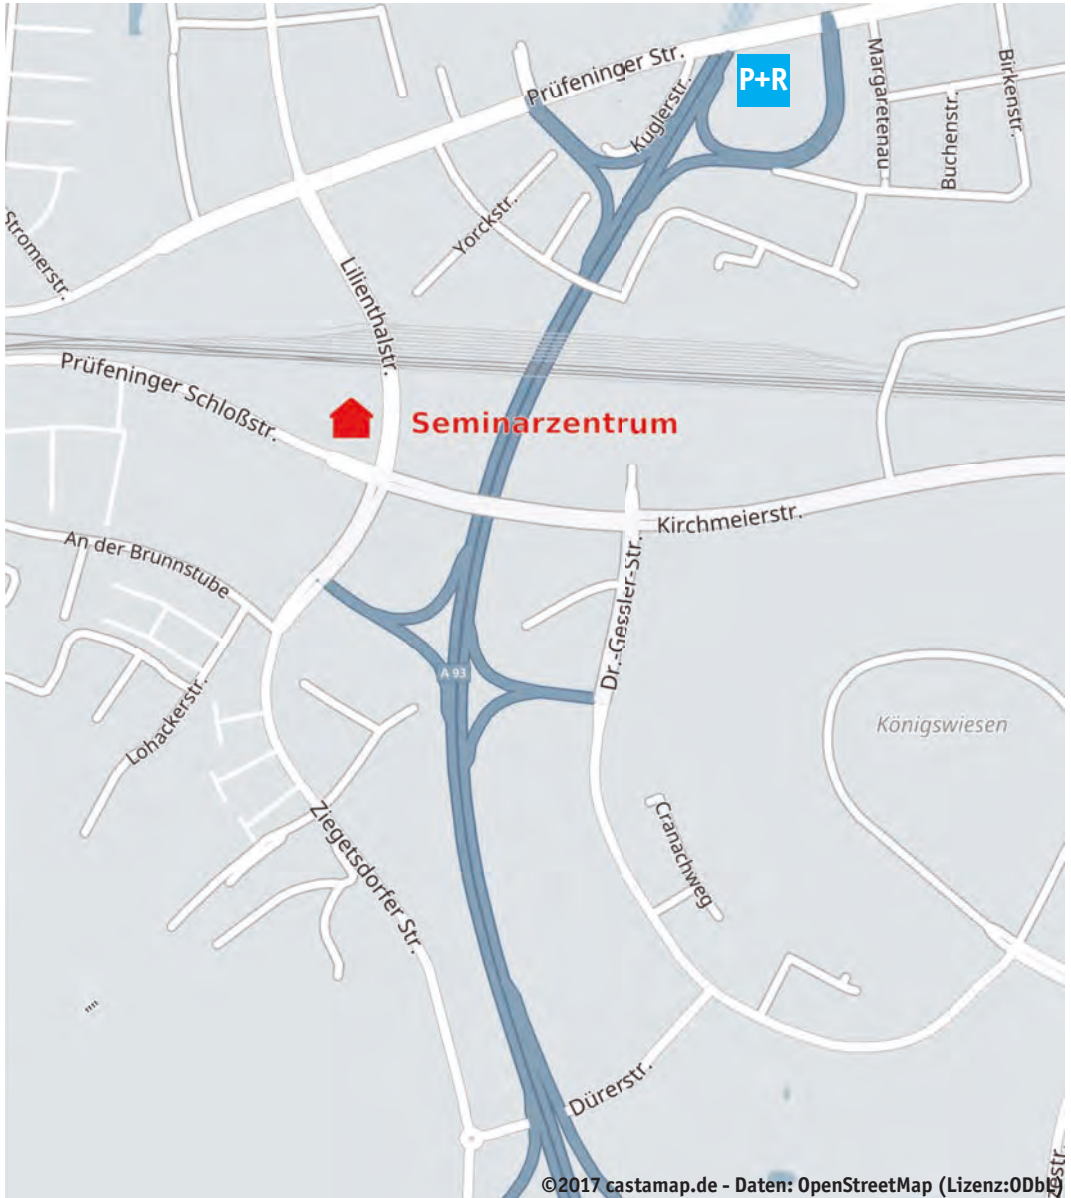 Prüfeninger Str.
P+R
Kuglerstr.
Margaretenau
Birkenstr.
Buchenstr.
Yorckstr.
Stromerstr.
Lilienthalstr.
Prüfeninger Schloßstr.
Seminarzentrum
Kirchmeierstr.
An der Brunnstube
Dr.-Gessler-Str.
A 93
Lohackerstr.
Königswiesen
Ziegetsdorfer Str.
Cranachweg
Dürerstr.
©2017 castamap.de - Daten: OpenStreetMap (Lizenz:ODbL)